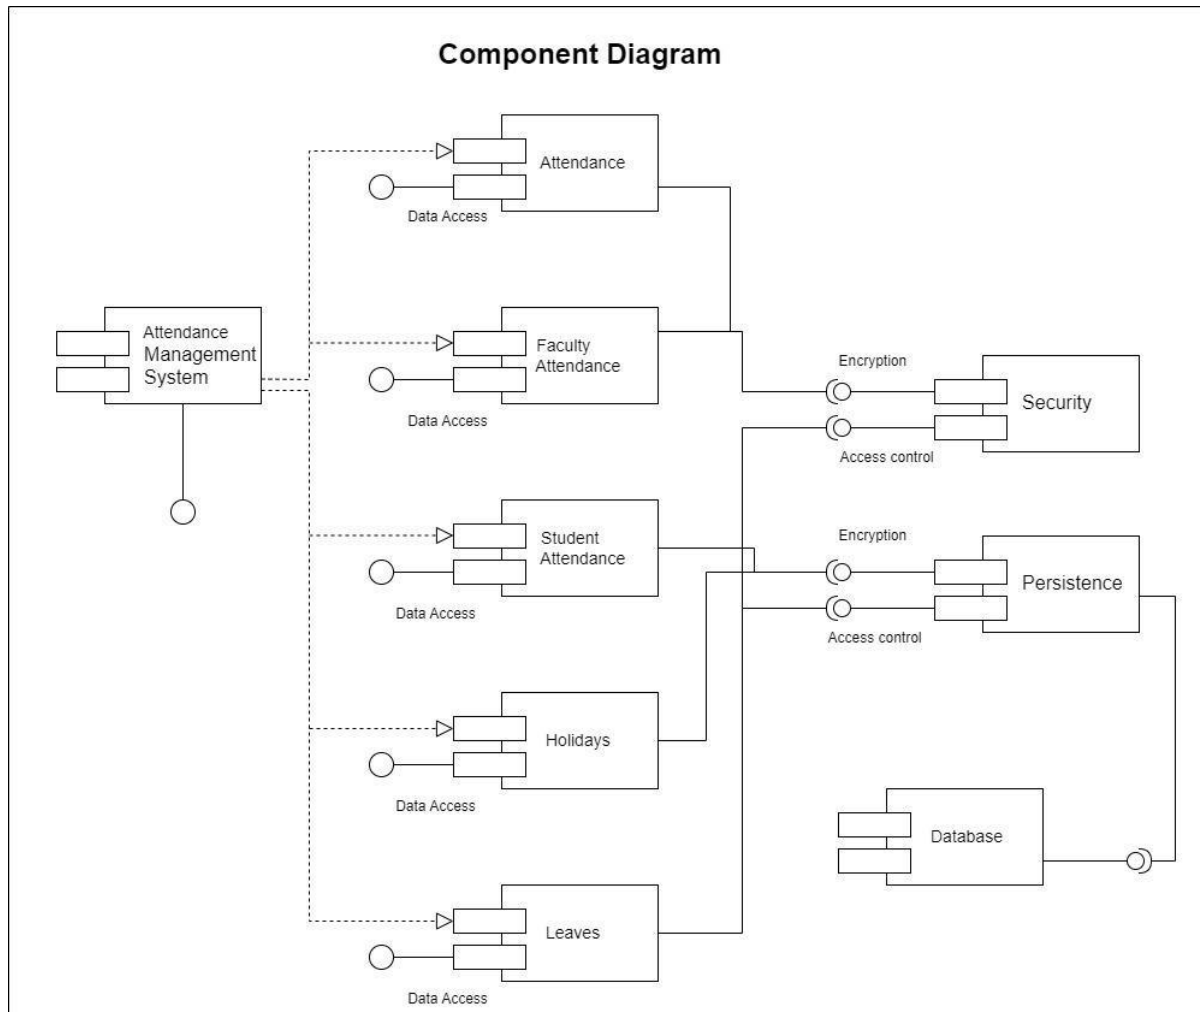 Component Diagram
Attendance
Data Access
Attendance
Management
System
Faculty
Attendance
Data Access
Encryption
Security
Access control
Student
Attendance
Data Access
Encryption
Persistence
Access control
Holidays
Data Access
Database
Leaves
Data Access